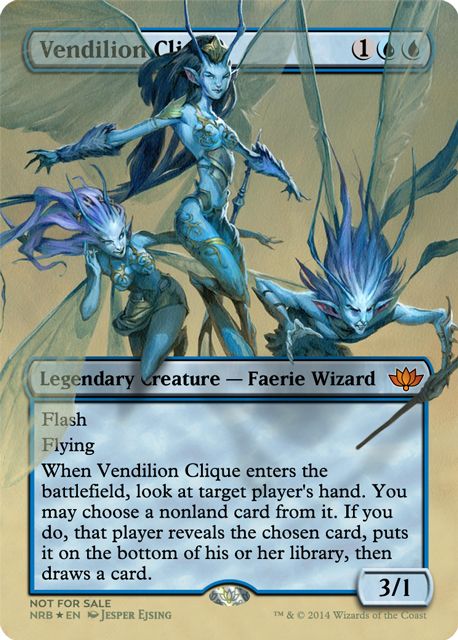 Vendilion Clique 1
Legendary Creature — Faerie Wizard
Flash
Flying
When Vendilion Clique enters the
battlefield, look at target player's hand. You
may choose a nonland card from it. If you
do, that player reveals the chosen card, puts
it on the bottom of his or her library, then
draws a card.
3/1
NOT FOR SALE
NRB ★ EN Jesper Ejsing ™ & © 2014 Wizards of the Coast